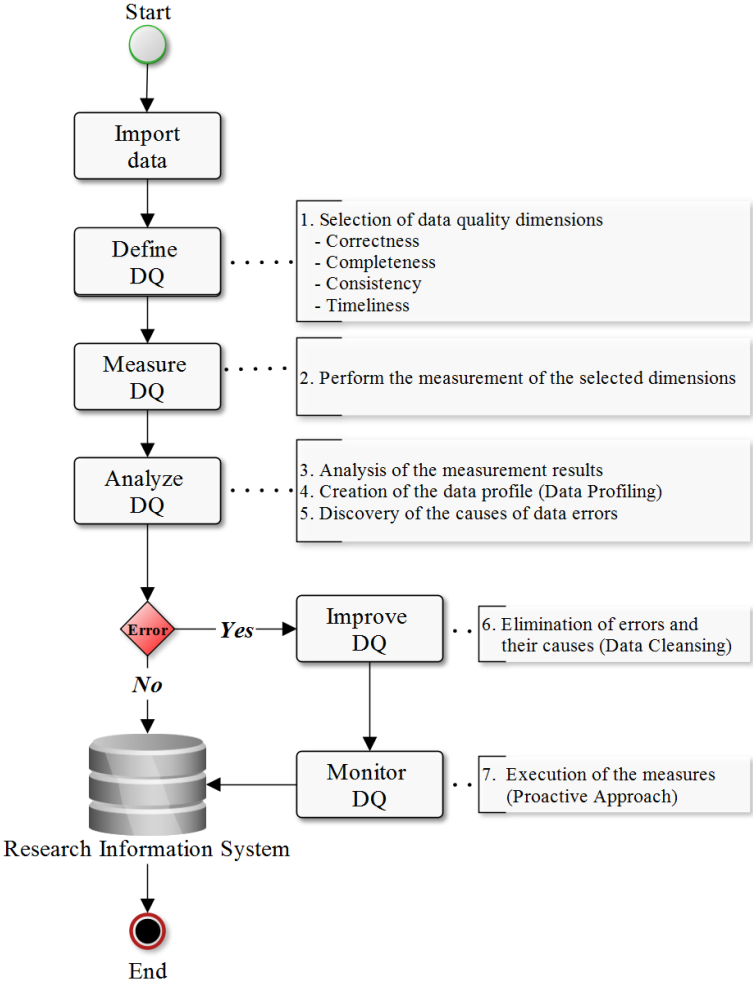 Start
Import
data
Define
DQ
1. Selection of data quality dimensions
- Correctness
- Completeness
- Consistency
- Timeliness
Measure
DQ
2. Perform the measurement of the selected dimensions
Analyze
DQ
3. Analysis of the measurement results
4. Creation of the data profile (Data Profiling)
5. Discovery of the causes of data errors
Error
Yes
Improve
DQ
6. Elimination of errors and
their causes (Data Cleansing)
No
Monitor
DQ
7. Execution of the measures
(Proactive Approach)
Research Information System
End